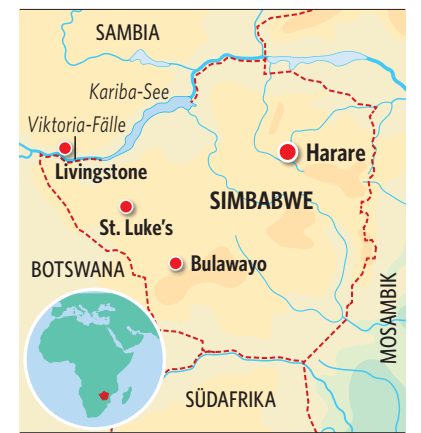 SAMBIA
Kariba-See
Viktoria-Fälle
Livingstone
Harare
SIMBABWE
St. Luke's
BOTSWANA
Bulawayo
MOSAMBIK
SÜDAFRIKA